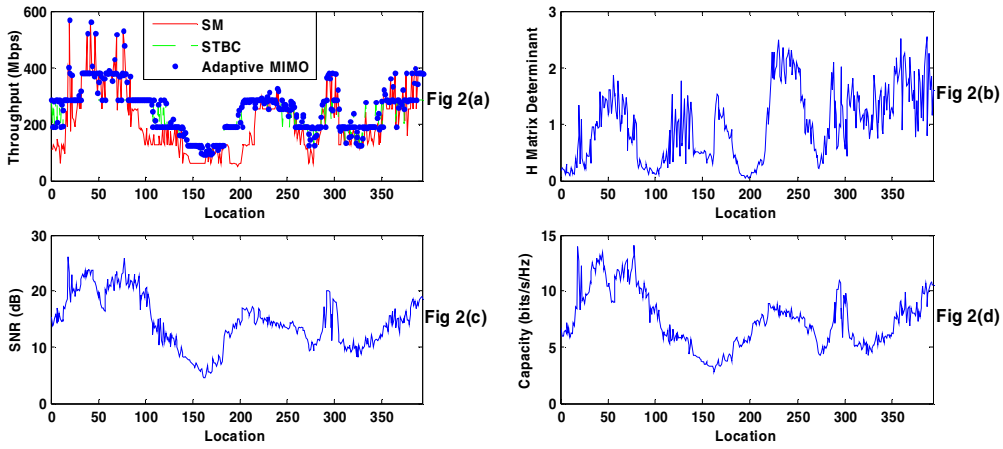 600
400
200
0
Throughput (Mbps)
SM
STBC
Adaptive MIMO
0 50 100 150 200 250 300 350
Location
Fig 2(a)
3
2
1
0
H Matrix Determinant
0 50 100 150 200 250 300 350
Location
Fig 2(b)
30
20
10
0
SNR (dB)
0 50 100 150 200 250 300 350
Location
Fig 2(c)
15
10
5
0
Capacity (bits/s/Hz)
0 50 100 150 200 250 300 350
Location
Fig 2(d)